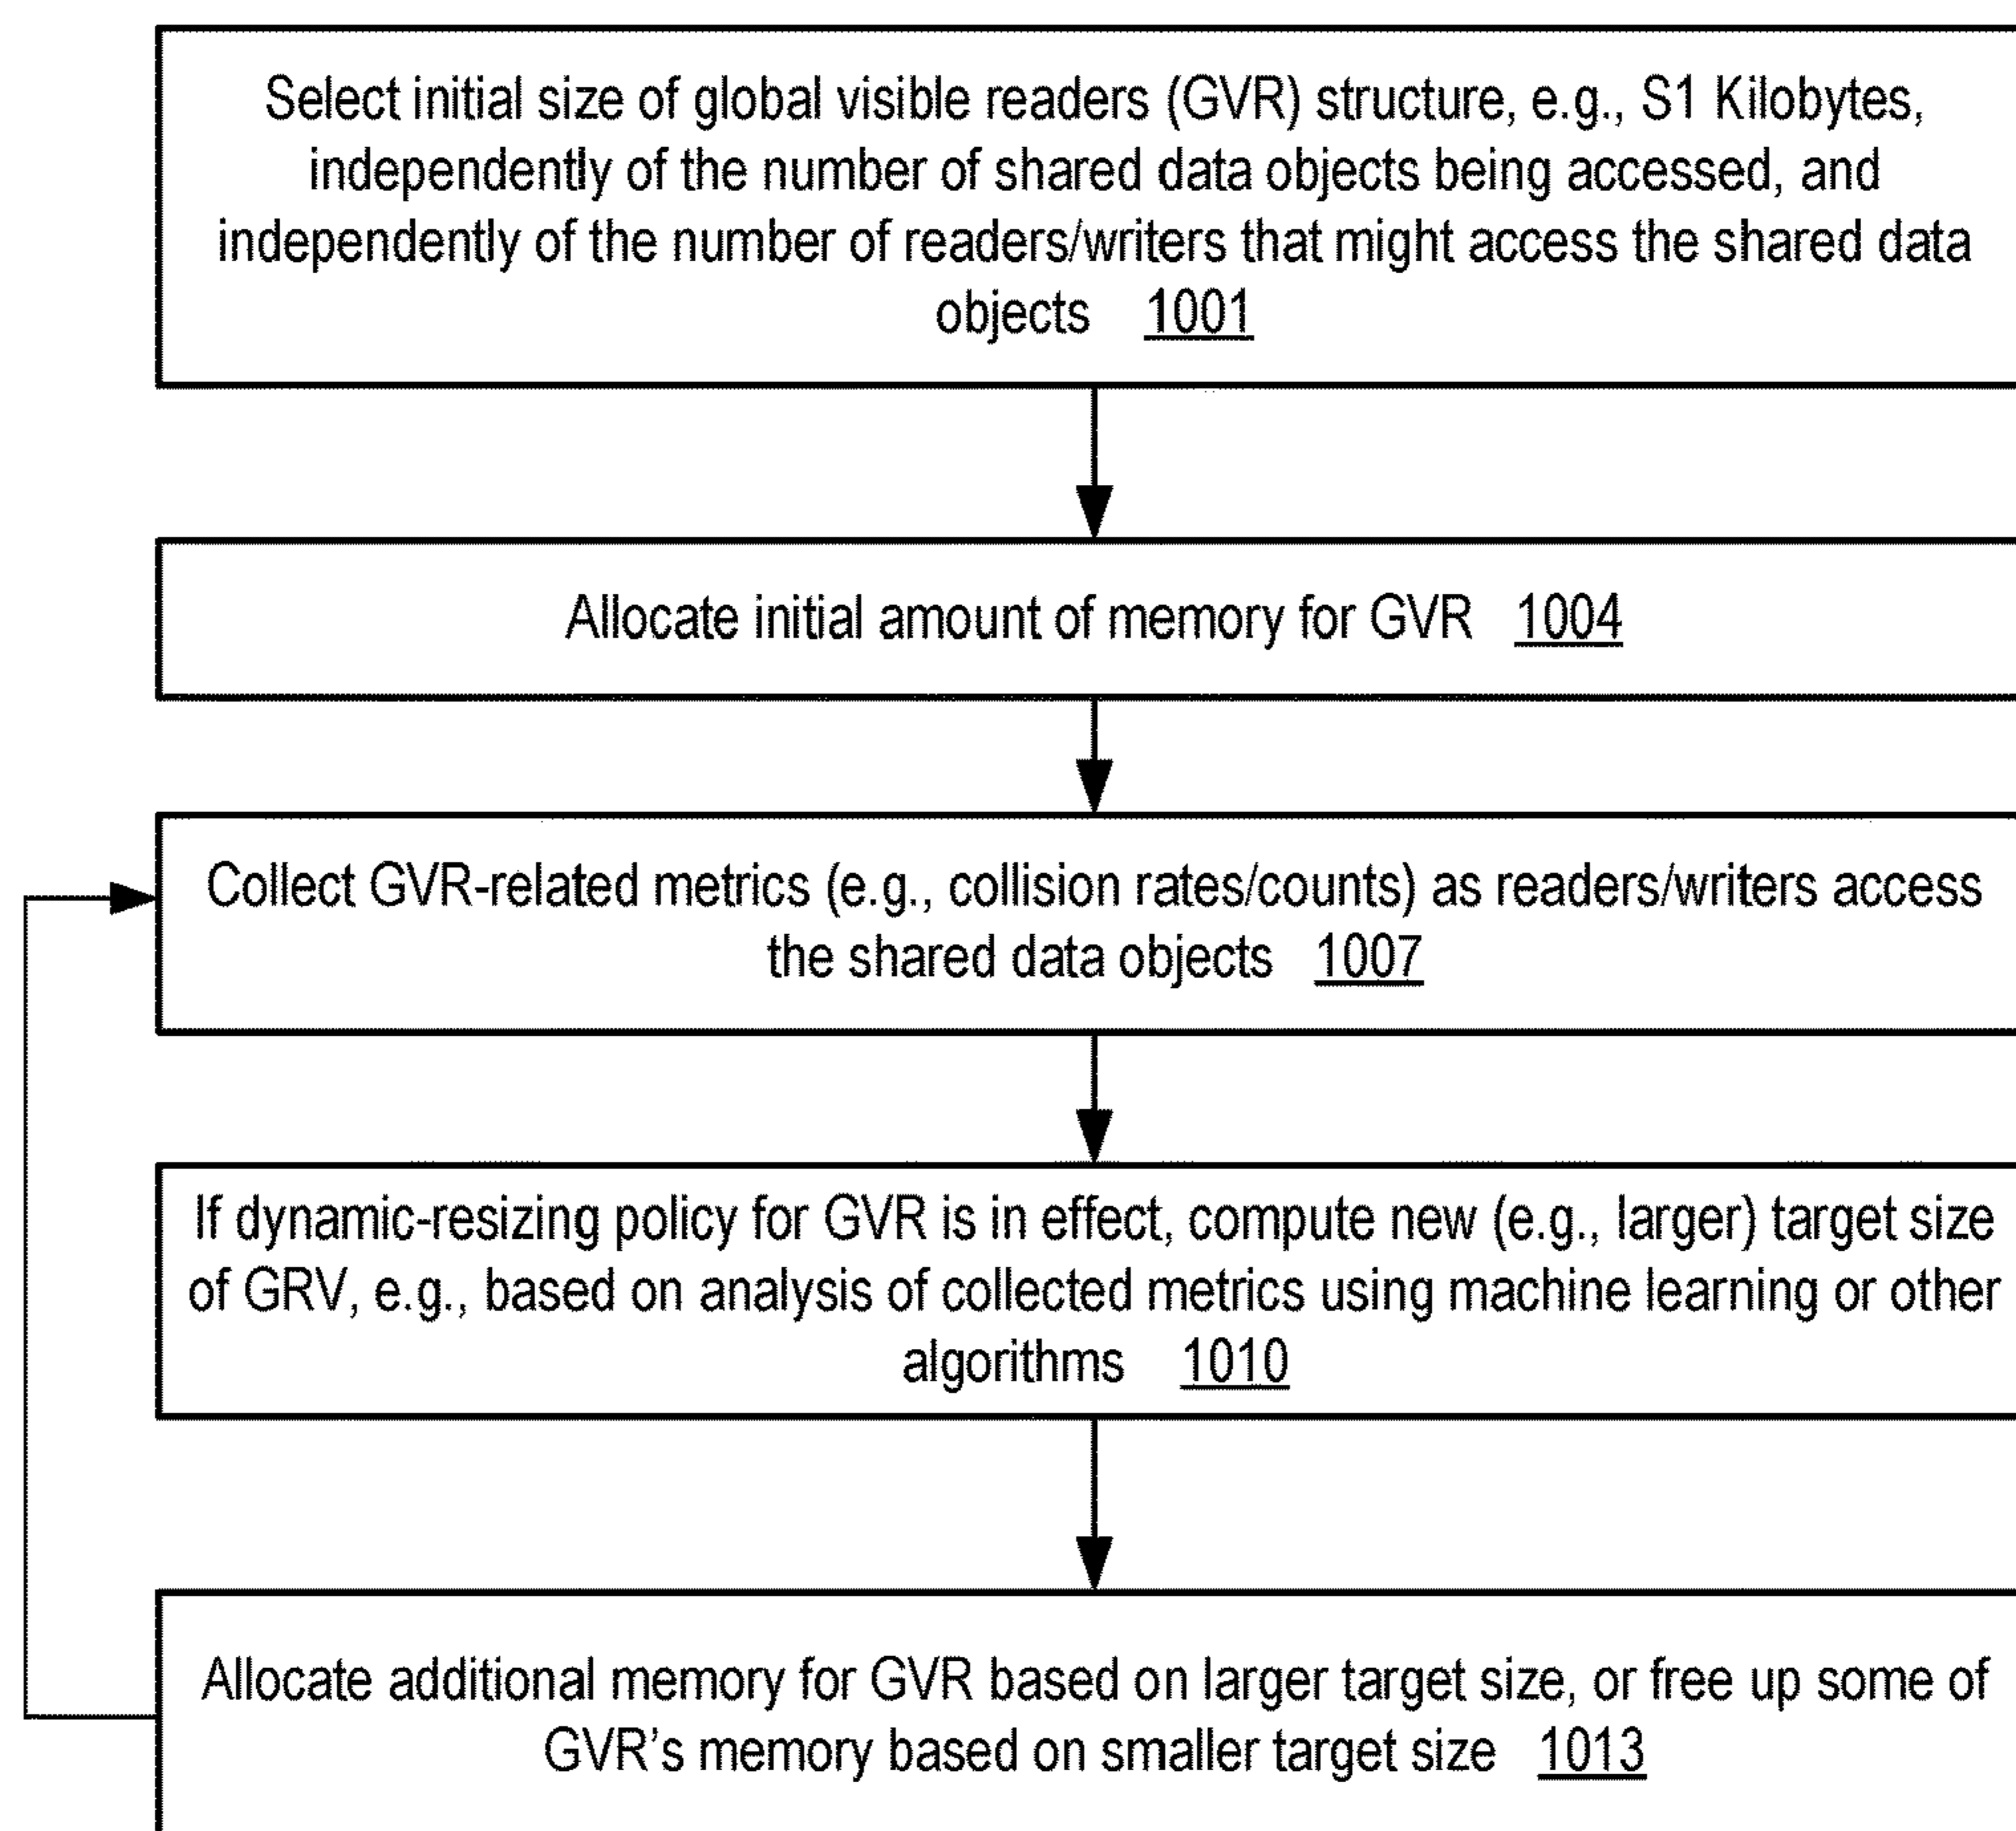 Select initial size of global visible readers (GVR) structure, e.g., S1 Kilobytes,
independently of the number of shared data objects being accessed, and
independently of the number of readers/writers that might access the shared data
objects 1001
Allocate initial amount of memory for GVR 1004
Collect GVR-related metrics (e.g., collision rates/counts) as readers/writers access
the shared data objects 1007
If dynamic-resizing policy for GVR is in effect, compute new (e.g., larger) target size
of GRV, e.g., based on analysis of collected metrics using machine learning or other
algorithms 1010
Allocate additional memory for GVR based on larger target size, or free up some of
GVR’s memory based on smaller target size 1013